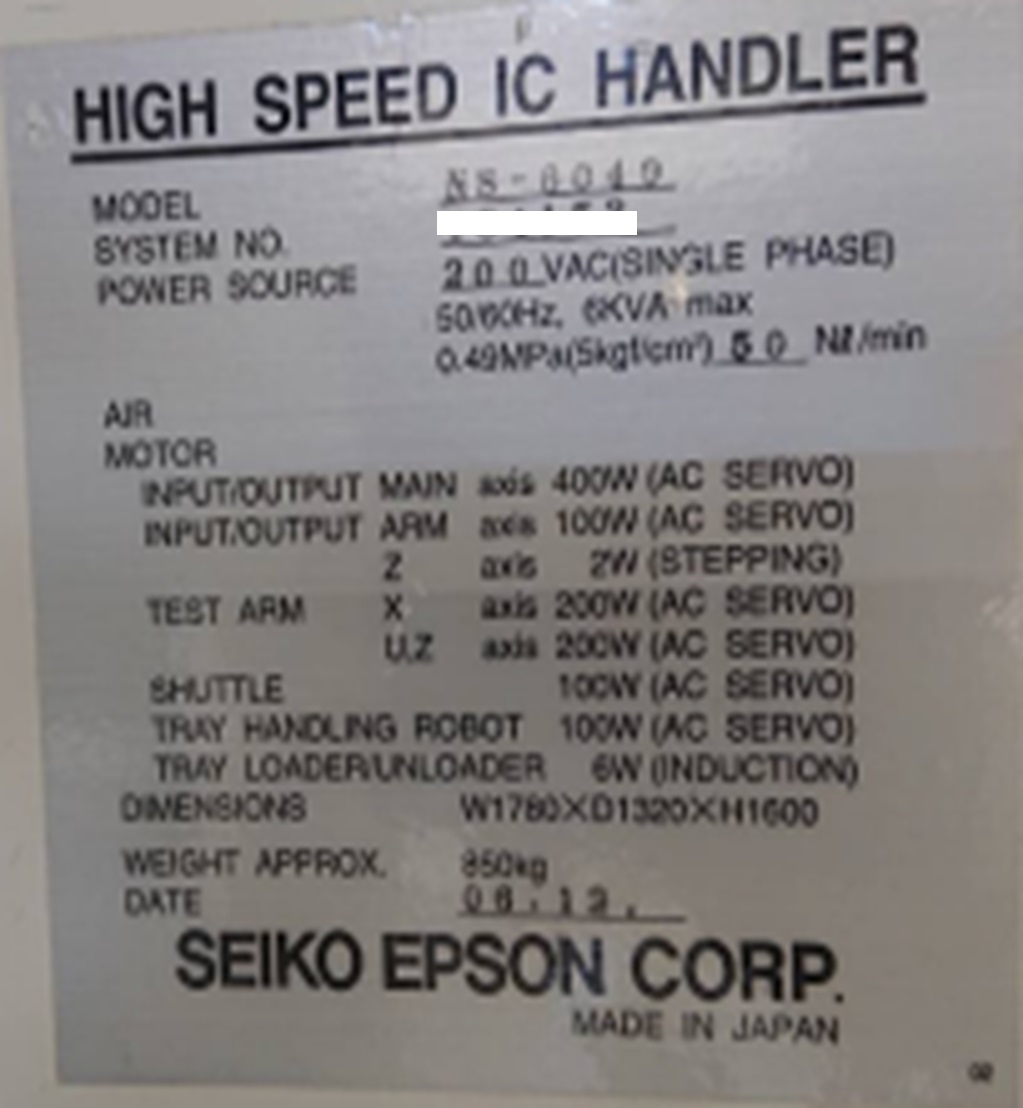 HIGH SPEED IC HANDLER
MODEL NS-6040
SYSTEM NO.
POWER SOURCE 200 VAC(SINGLE PHASE)
50/60Hz, 6KVA max
0.49MPa(5kgf/cm²) 50 Nℓ/min
AIR
MOTOR
INPUT/OUTPUT MAIN axis 400W (AC SERVO)
INPUT/OUTPUT ARM axis 100W (AC SERVO)
Z axis 2W (STEPPING)
TEST ARM X axis 200W (AC SERVO)
U,Z axis 200W (AC SERVO)
SHUTTLE 100W (AC SERVO)
TRAY HANDLING ROBOT 100W (AC SERVO)
TRAY LOADER/UNLOADER 6W (INDUCTION)
DIMENSIONS W1780XD1320XH1600
WEIGHT APPROX. 850kg
DATE
SEIKO EPSON CORP.
MADE IN JAPAN
02